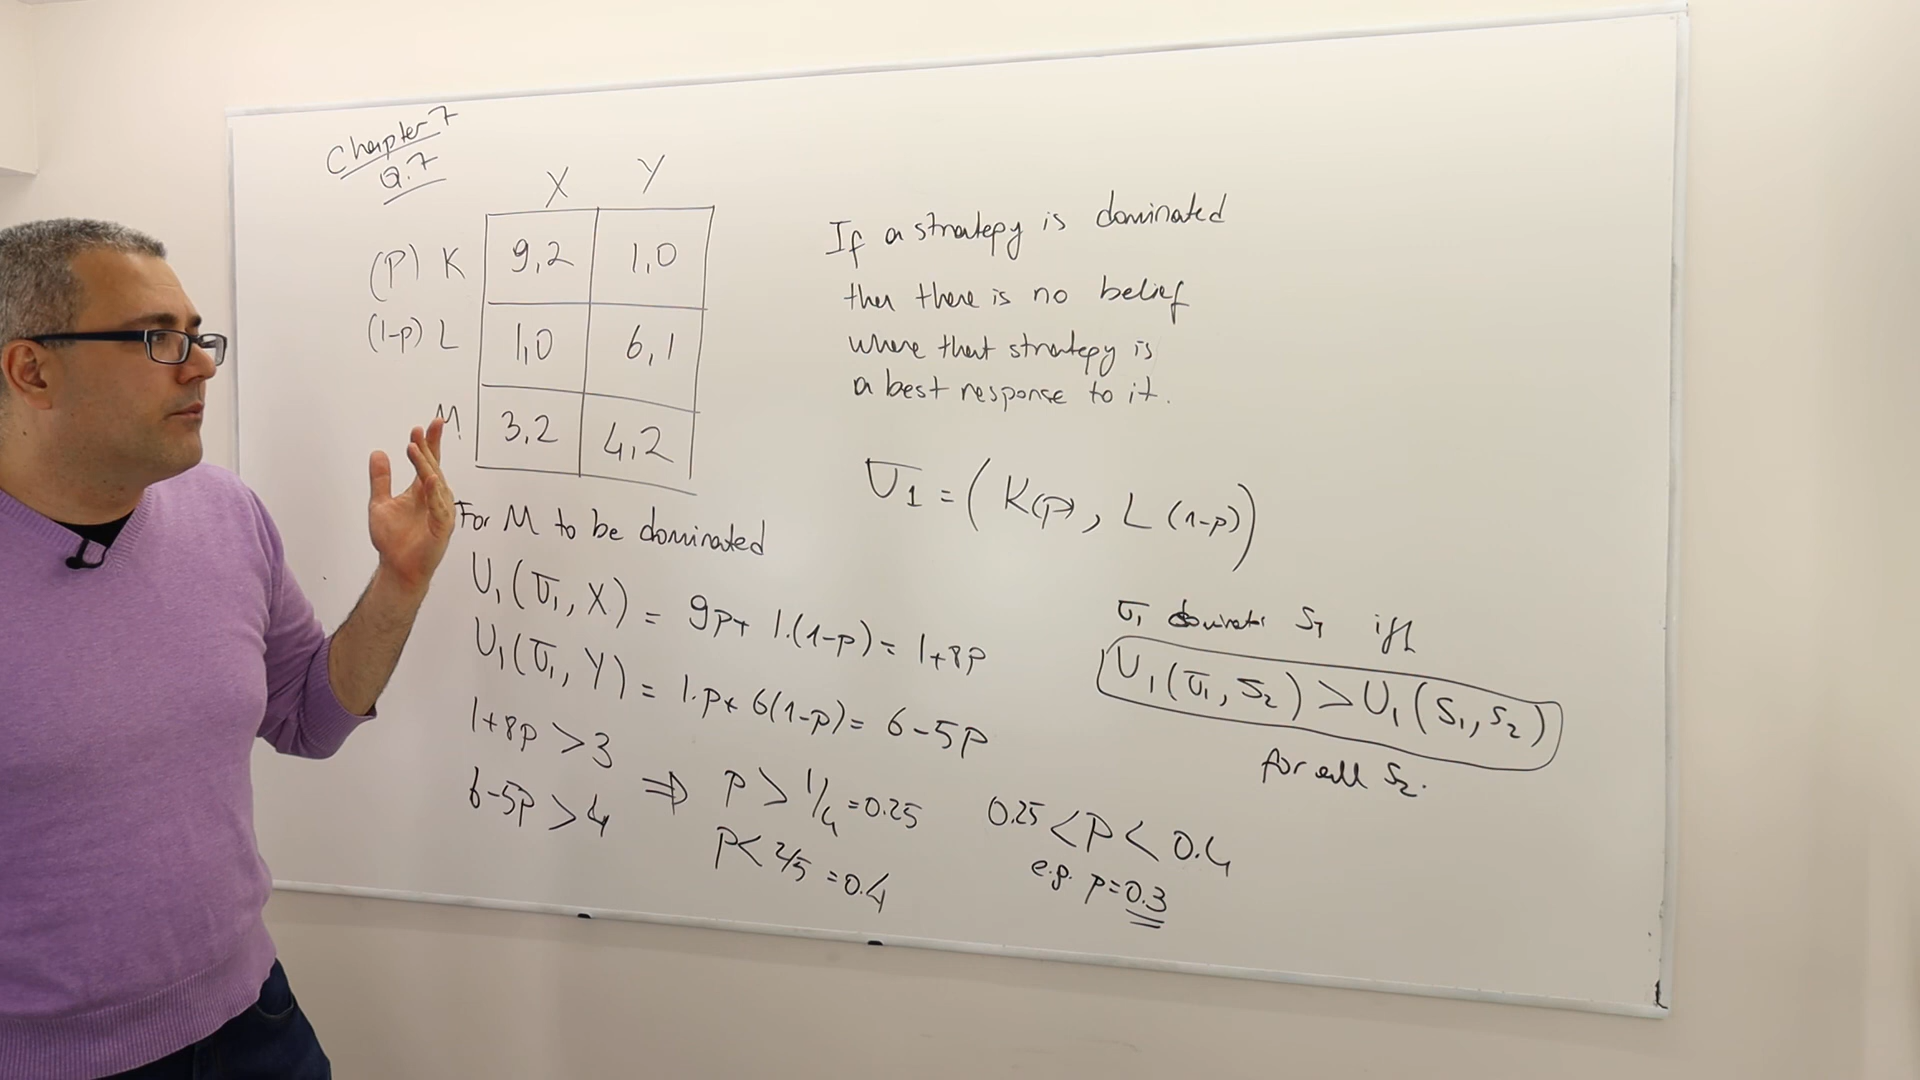 Chapter 7
Q.7
X Y
(P) K 9,2 1,0
(1-p) L 1,0 6,1
M 3,2 4,2
For M to be dominated
U₁(σ₁, X) = 9p + 1.(1-p) = 1+8p
U₁(σ₁, Y) = 1.p + 6(1-p) = 6-5p
1+8p > 3
6-5p > 4
⇒ p > 1/4 = 0.25
p < 2/5 = 0.4
0.25 < p < 0.4
e.g. p = 0.3
If a strategy is dominated
then there is no belief
where that strategy is
a best response to it.
σ₁ = (K(p), L(1-p))
σ₁ dominates S₁ iff
U₁(σ₁, S₂) > U₁(S₁, S₂)
for all S₂.